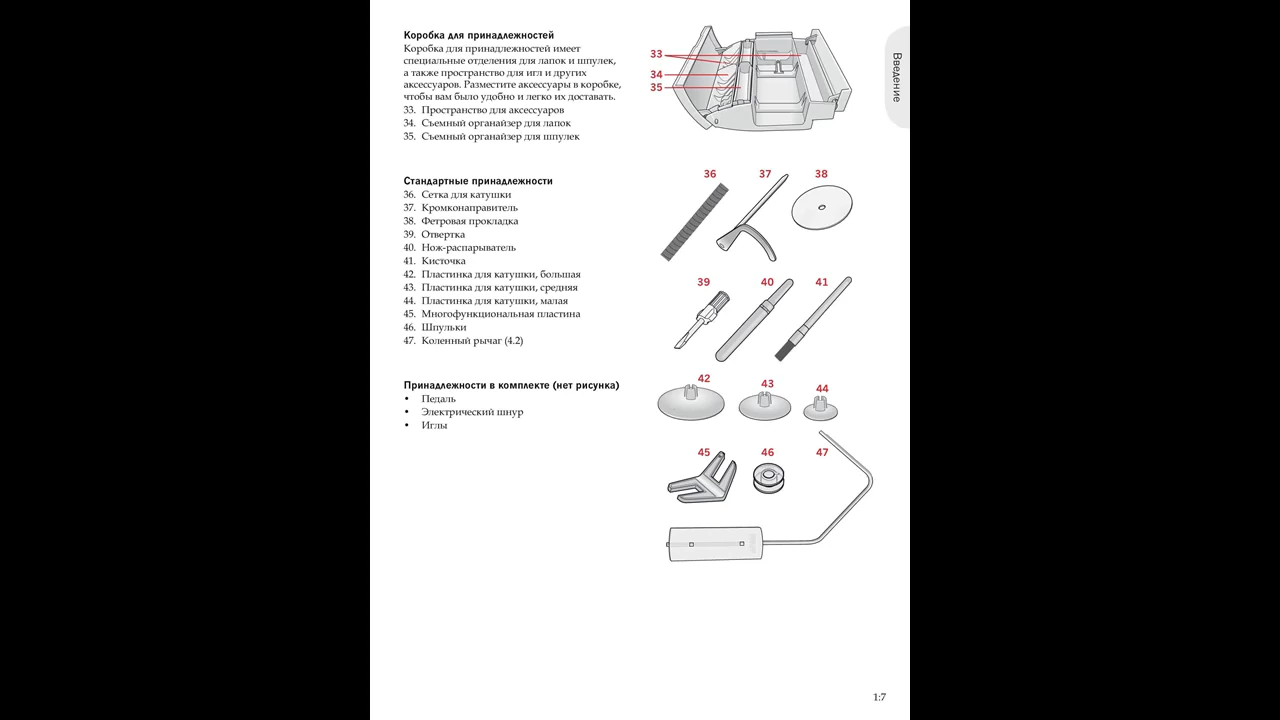 Коробка для принадлежностей
Коробка для принадлежностей имеет
специальные отделения для лапок и шпулек,
а также пространство для игл и других
аксессуаров. Разместите аксессуары в коробке,
чтобы вам было удобно и легко их доставать.
33. Пространство для аксессуаров
34. Съемный органайзер для лапок
35. Съемный органайзер для шпулек
33
34
35
Введение
Стандартные принадлежности
36. Сетка для катушки
37. Кромконаправитель
38. Фетровая прокладка
39. Отвертка
40. Нож-распарыватель
41. Кисточка
42. Пластинка для катушки, большая
43. Пластинка для катушки, средняя
44. Пластинка для катушки, малая
45. Многофункциональная пластина
46. Шпульки
47. Коленный рычаг (4.2)
Принадлежности в комплекте (нет рисунка)
• Педаль
• Электрический шнур
• Иглы
36 37 38
39 40 41
42 43 44
45 46 47
1:7